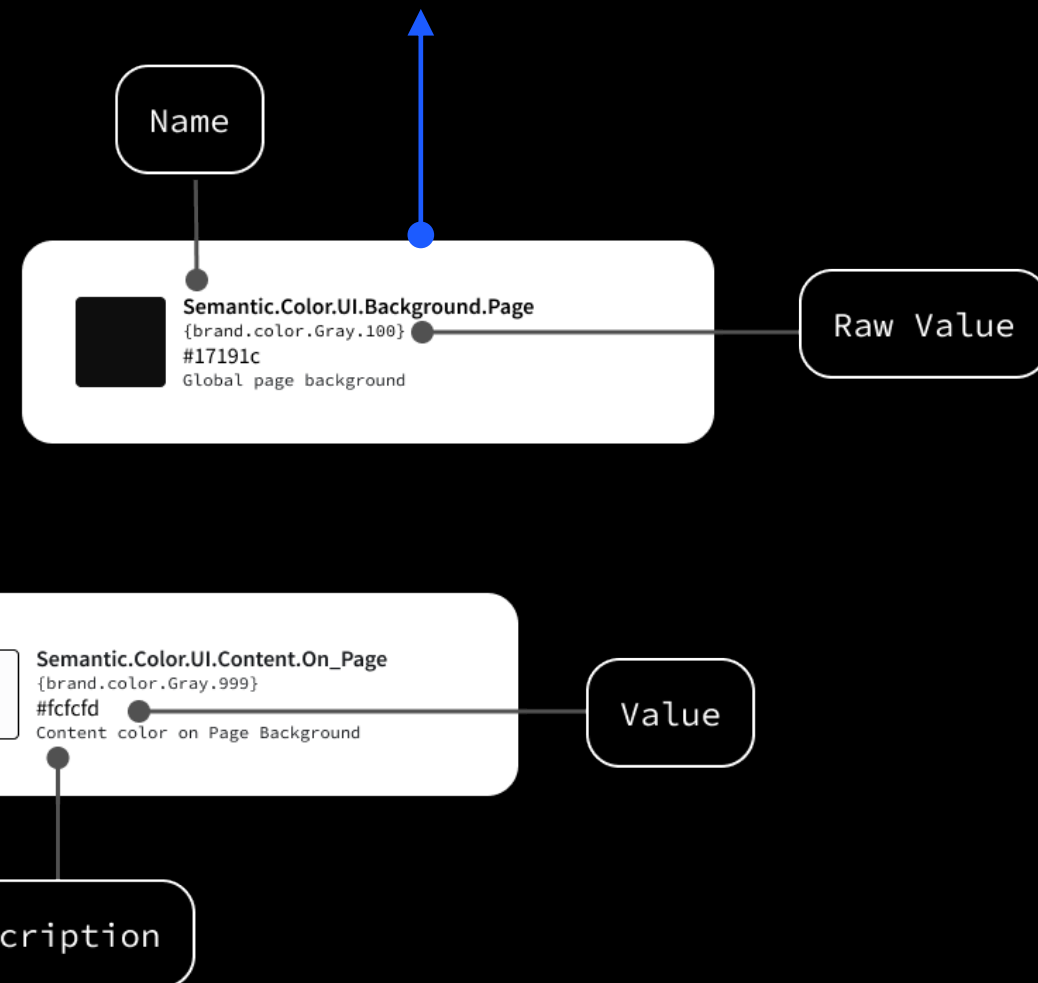 Name
Semantic.Color.UI.Background.Page
{brand.color.Gray.100}
#17191c
Global page background
Raw Value
Semantic.Color.UI.Content.On_Page
{brand.color.Gray.999}
#fcfcfd
Content color on Page Background
Value
cription